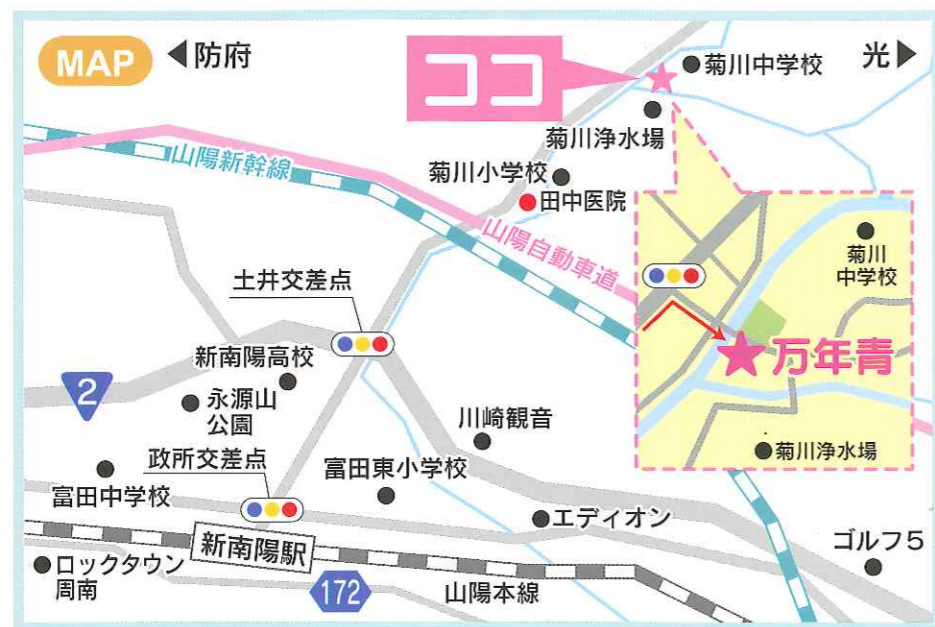 MAP
防府
ココ
菊川中学校
光
菊川浄水場
山陽新幹線
菊川小学校
田中医院
山陽自動車道
菊川
中学校
土井交差点
万年青
新南陽高校
2
永源山
公園
川崎観音
菊川浄水場
政所交差点
富田東小学校
富田中学校
エディオン
新南陽駅
ゴルフ5
ロックタウン
周南
172
山陽本線